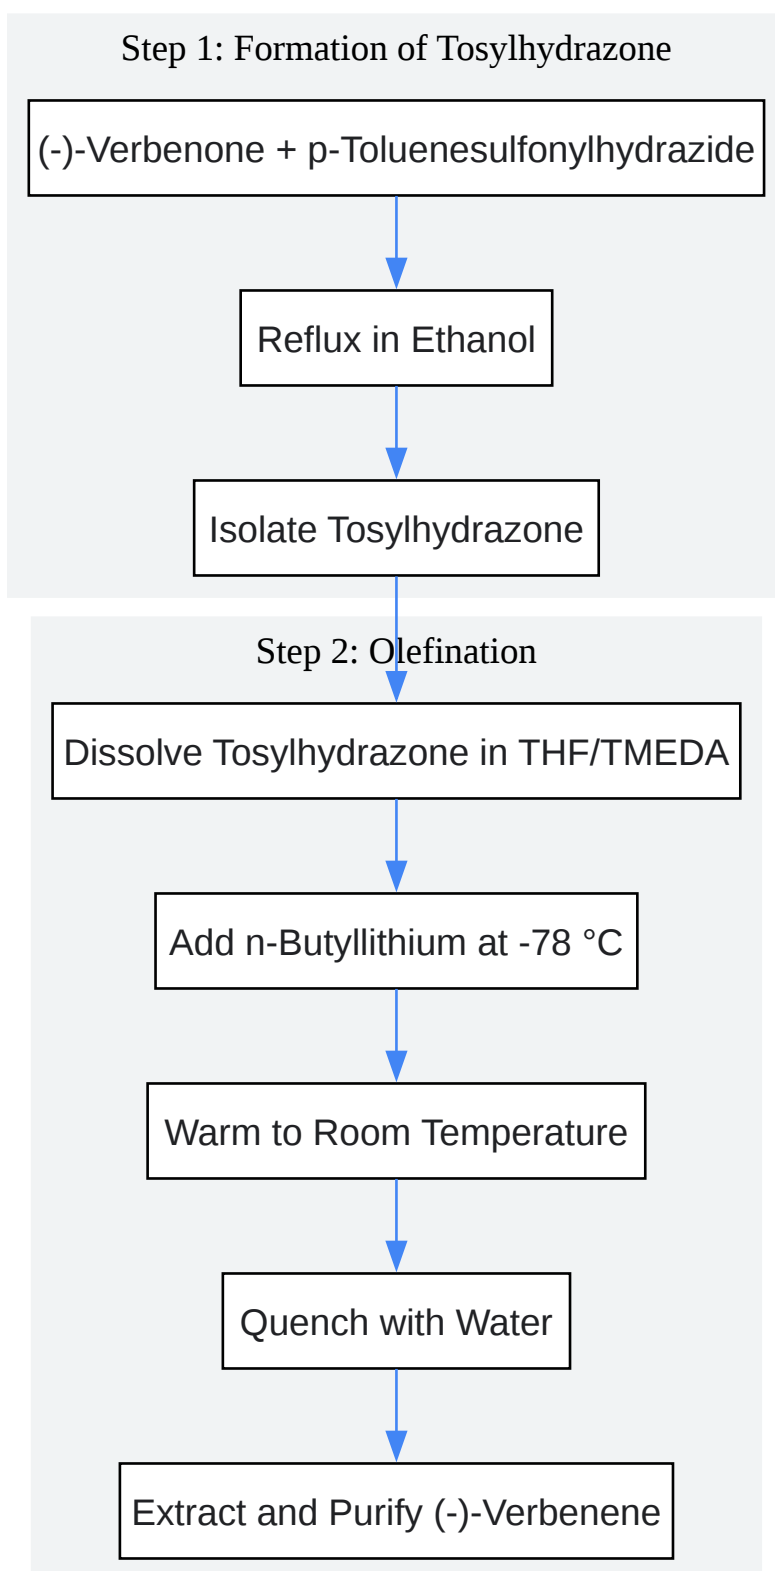 Step 1: Formation of Tosylhydrazone
(-)-Verbenone + p-Toluenesulfonylhydrazide
Reflux in Ethanol
Isolate Tosylhydrazone
Step 2: Olefination
Dissolve Tosylhydrazone in THF/TMEDA
Add n-Butyllithium at -78 °C
Warm to Room Temperature
Quench with Water
Extract and Purify (-)-Verbenene